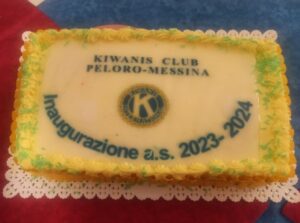 KIWANIS CLUB
PELORO-MESSINA
K
Inaugurazione a.s. 2023- 2024